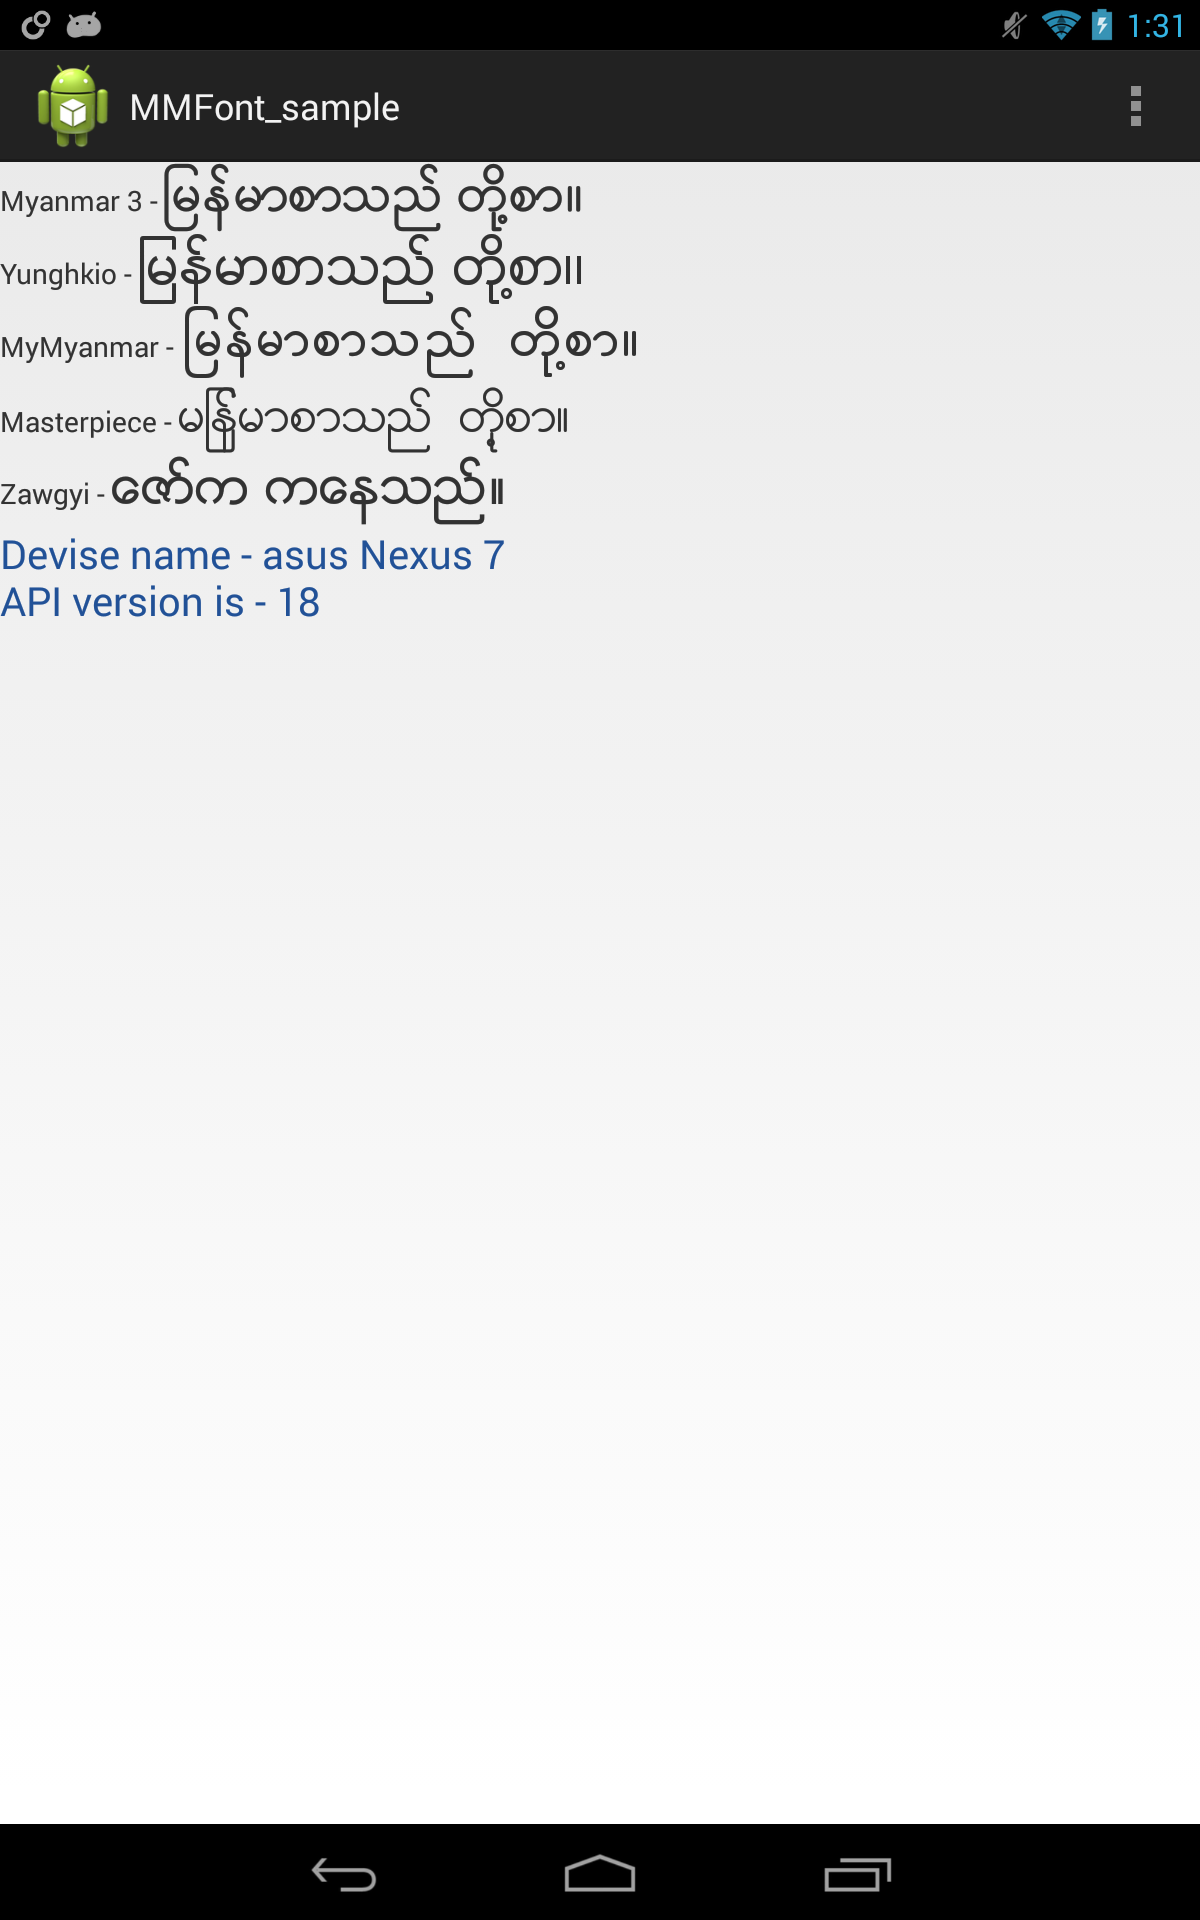 1:31
MMFont_sample
Myanmar 3 - မြန်မာစာသည် တို့စာ။
Yunghkio - မြန်မာစာသည် တို့စာ။
MyMyanmar - မြန်မာစာသည် တို့စာ။
Masterpiece - မန်ြမာစာသည် တို့စာ။
Zawgyi - ဇော်က ကနေသည်။
Devise name - asus Nexus 7
API version is - 18